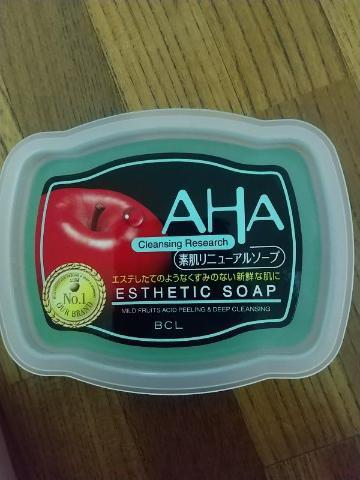 AHA
Cleansing Research
素肌リニューアルソープ
エステしたてのようなくすみのない新鮮な肌に
ESTHETIC SOAP
MILD FRUITS ACID PEELING & DEEP CLEANSING
BCL
No.1
OUR BRAND